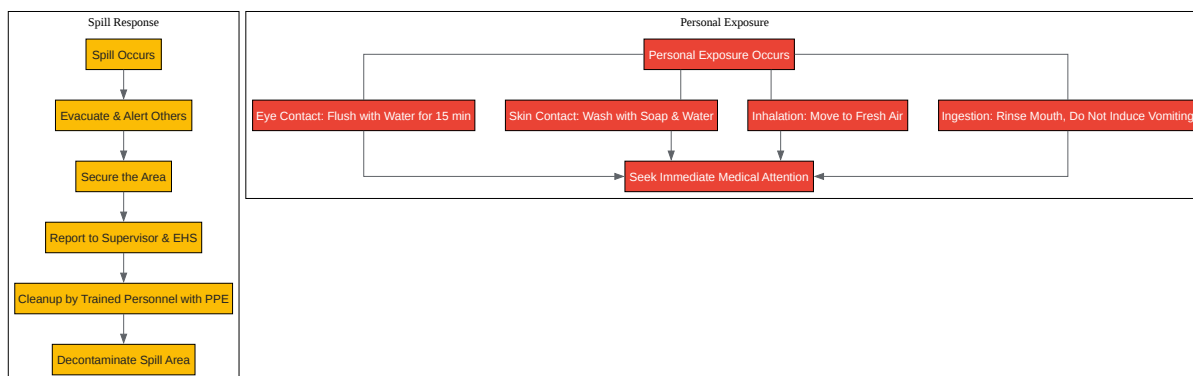 Spill Response
Spill Occurs
Evacuate & Alert Others
Secure the Area
Report to Supervisor & EHS
Cleanup by Trained Personnel with PPE
Decontaminate Spill Area
Personal Exposure
Personal Exposure Occurs
Eye Contact: Flush with Water for 15 min
Skin Contact: Wash with Soap & Water
Inhalation: Move to Fresh Air
Ingestion: Rinse Mouth, Do Not Induce Vomiting
Seek Immediate Medical Attention